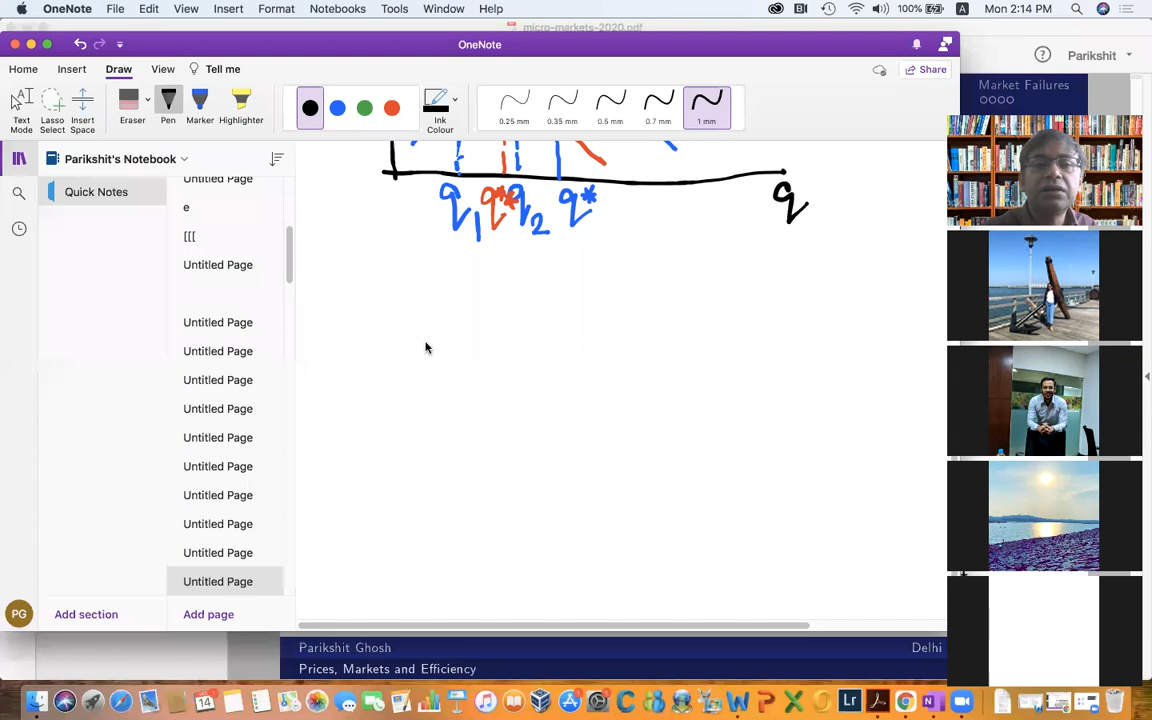 OneNote File Edit View Insert Format Notebooks Tools Window Help 100% A Mon 2:14 PM
micro-markets-2020.pdf
OneNote
Home Insert Draw View Tell me Share
Parikshit
Market Failures
Text Mode Lasso Select Insert Space Eraser Pen Marker Highlighter Ink Colour 0.25 mm 0.35 mm 0.5 mm 0.7 mm 1 mm
Parikshit's Notebook
Quick Notes
Untitled Page
e
[[[
Untitled Page
Untitled Page
Untitled Page
Untitled Page
Untitled Page
Untitled Page
Untitled Page
Untitled Page
Untitled Page
Untitled Page
Untitled Page
q1 q** q2 q* q
PG Add section Add page
Parikshit Ghosh Delhi
Prices, Markets and Efficiency